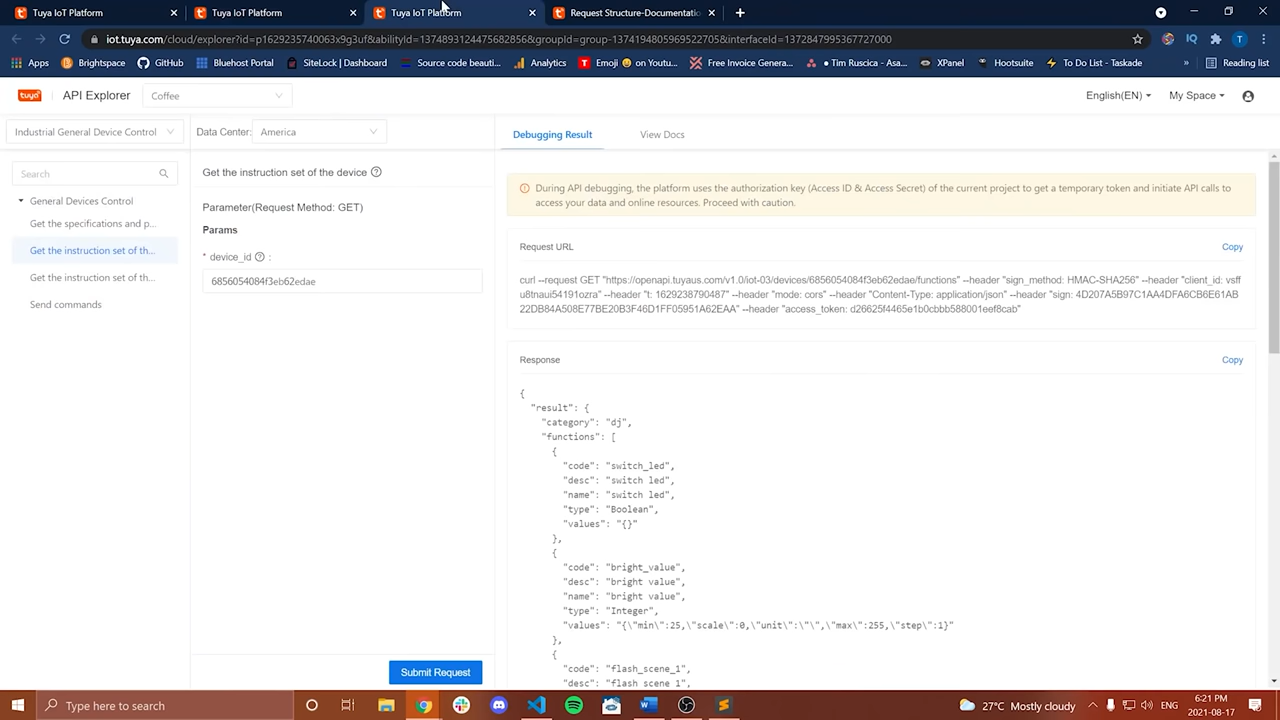 Tuya IoT Platform
Tuya IoT Platform
Tuya IoT Platform
Request Structure-Documentatio
iot.tuya.com/cloud/explorer?id=p1629235740063x9g3uf&abilityId=1374893124475682856&groupId=group-1374194805969522705&interfaceId=1372847995367727000
Apps
Brightspace
GitHub
Bluehost Portal
SiteLock | Dashboard
Source code beauti...
Analytics
Emoji 😀 on Youtu...
Free Invoice Genera...
Tim Ruscica - Asa...
XPanel
Hootsuite
To Do List - Taskade
»
Reading list
tuya
API Explorer
Coffee
English(EN)
My Space
Industrial General Device Control
Data Center:
America
Debugging Result
View Docs
Search
General Devices Control
Get the specifications and p...
Get the instruction set of th...
Get the instruction set of th...
Send commands
Get the instruction set of the device
Parameter(Request Method: GET)
Params
* device_id :
6856054084f3eb62edae
Submit Request
During API debugging, the platform uses the authorization key (Access ID & Access Secret) of the current project to get a temporary token and initiate API calls to
access your data and online resources. Proceed with caution.
Request URL
Copy
curl --request GET "https://openapi.tuyaus.com/v1.0/iot-03/devices/6856054084f3eb62edae/functions" --header "sign_method: HMAC-SHA256" --header "client_id: vsff
u8tnaui54191ozra" --header "t: 1629238790487" --header "mode: cors" --header "Content-Type: application/json" --header "sign: 4D207A5B97C1AA4DFA6CB6E61AB
22DB84A508E77BE20B3F46D1FF05951A62EAA" --header "access_token: d26625f4465e1b0cbbb588001eef8cab"
Response
Copy
{
"result": {
"category": "dj",
"functions": [
{
"code": "switch_led",
"desc": "switch led",
"name": "switch led",
"type": "Boolean",
"values": "{}"
},
{
"code": "bright_value",
"desc": "bright value",
"name": "bright value",
"type": "Integer",
"values": "{\"min\":25,\"scale\":0,\"unit\":\"\",\"max\":255,\"step\":1}"
},
{
"code": "flash_scene_1",
"desc": "flash scene 1",
Type here to search
27°C Mostly cloudy
6:21 PM
2021-08-17